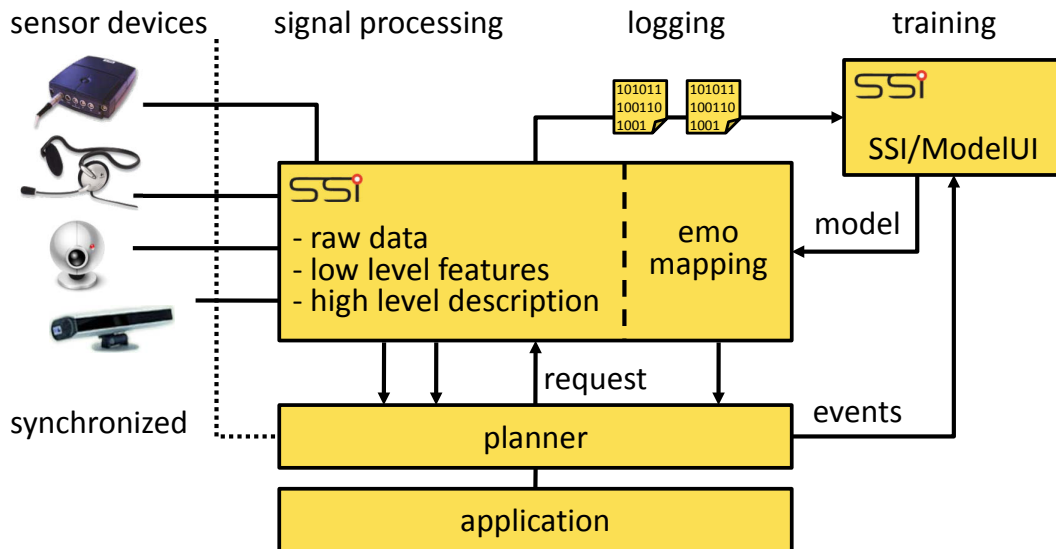 sensor devices
signal processing
logging
training
101011
100110
1001
101011
100110
1001
SSi
SSI/ModelUI
SSi
- raw data
- low level features
- high level description
emo
mapping
model
request
events
synchronized
planner
application